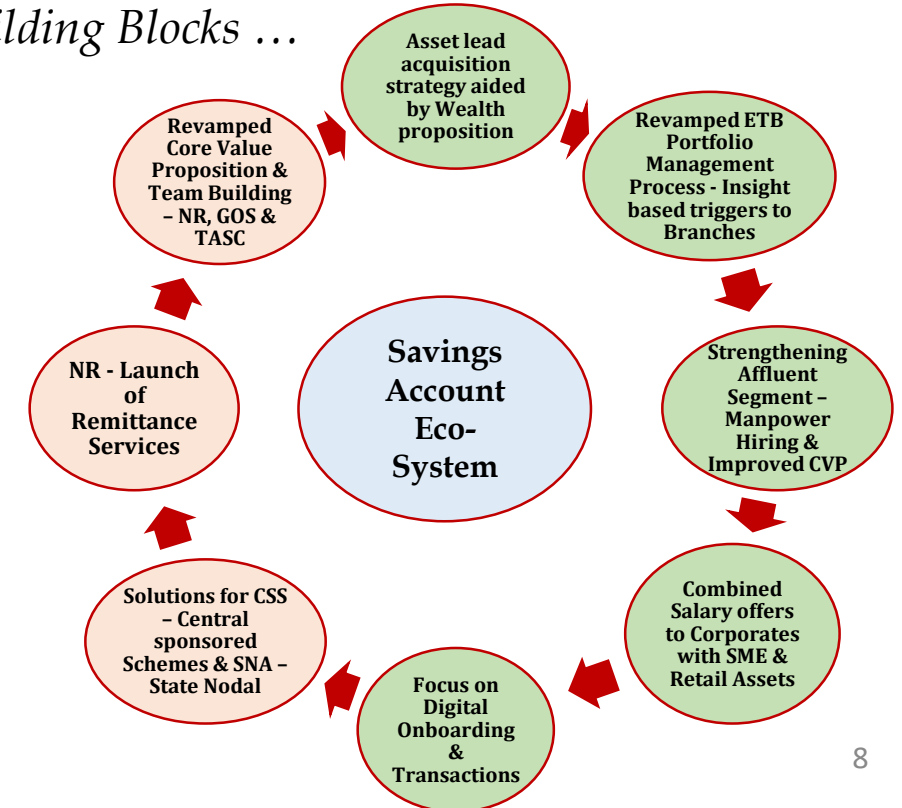 ilding Blocks …
Asset lead
acquisition
strategy aided
by Wealth
proposition
Revamped ETB
Portfolio
Management
Process - Insight
based triggers to
Branches
Strengthening
Affluent
Segment –
Manpower
Hiring &
Improved CVP
Combined
Salary offers
to Corporates
with SME &
Retail Assets
Focus on
Digital
Onboarding
&
Transactions
Solutions for CSS
– Central
sponsored
Schemes & SNA –
State Nodal
NR - Launch
of
Remittance
Services
Revamped
Core Value
Proposition &
Team Building
– NR, GOS &
TASC
Savings
Account
Eco-
System
8